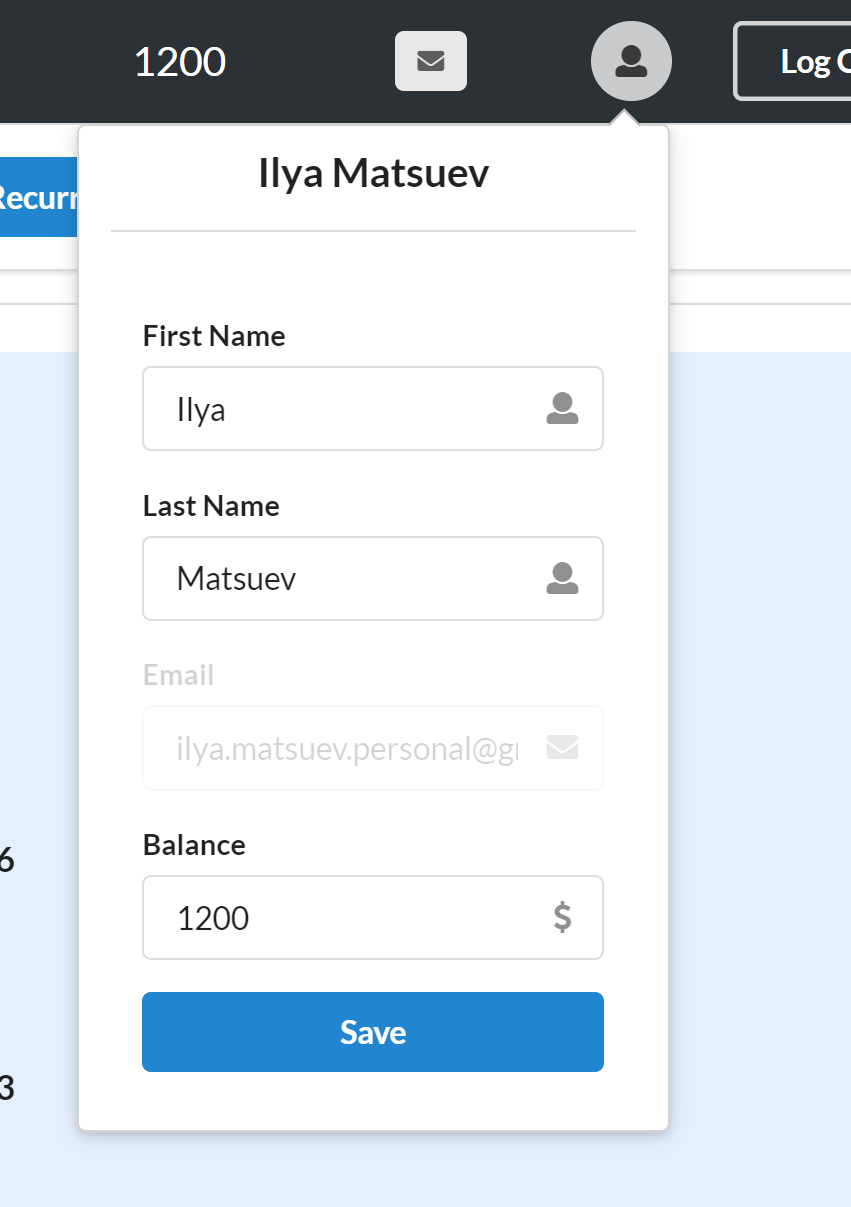 1200
Log
Ilya Matsuev
First Name
Ilya
Last Name
Matsuev
Email
ilya.matsuev.personal@g
Balance
1200
$
Save
6
3